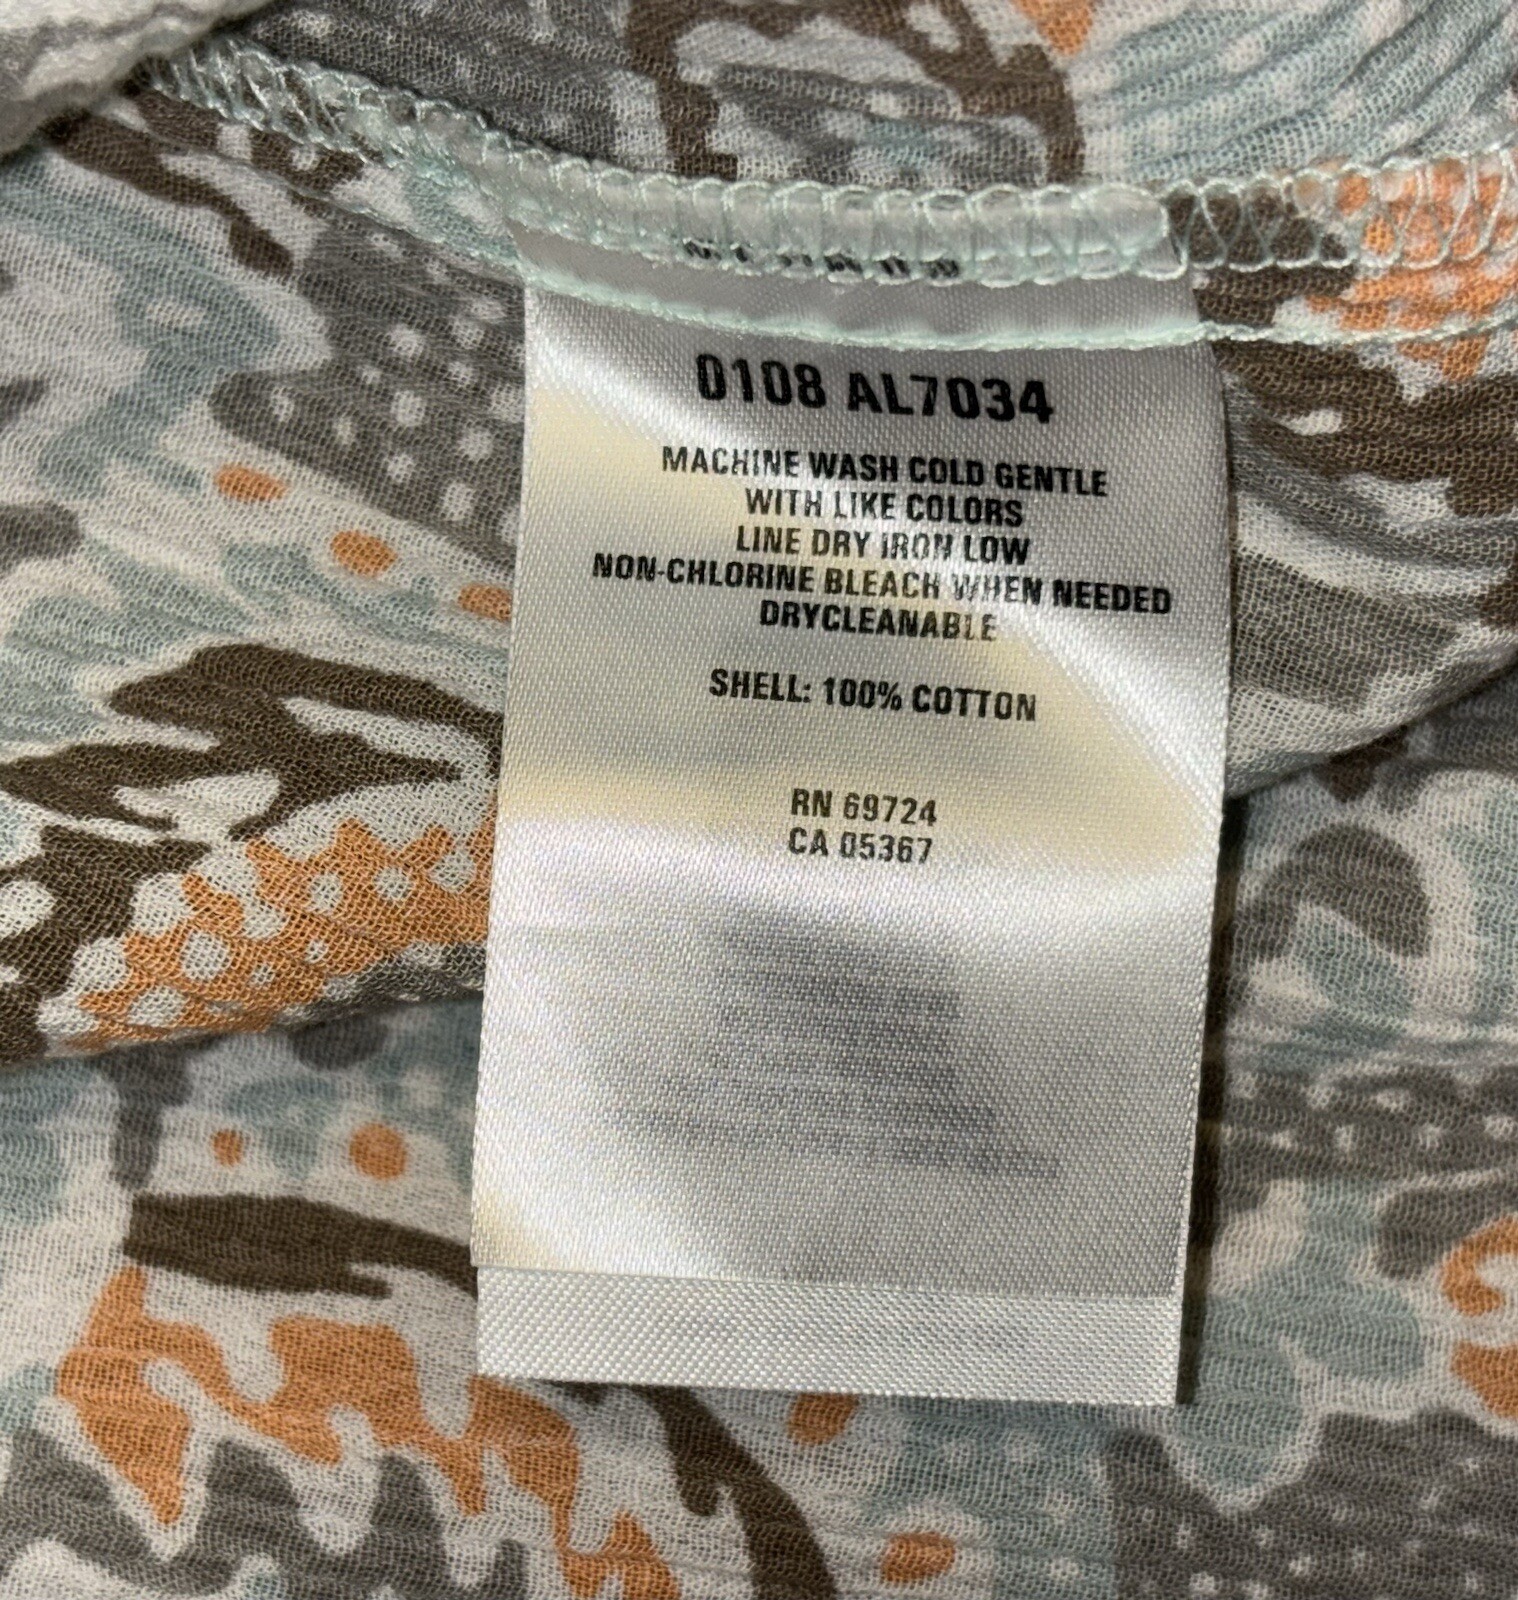 0108 AL7034
MACHINE WASH COLD GENTLE
WITH LIKE COLORS
LINE DRY IRON LOW
NON-CHLORINE BLEACH WHEN NEEDED
DRYCLEANABLE
SHELL: 100% COTTON
RN 69724
CA 05367